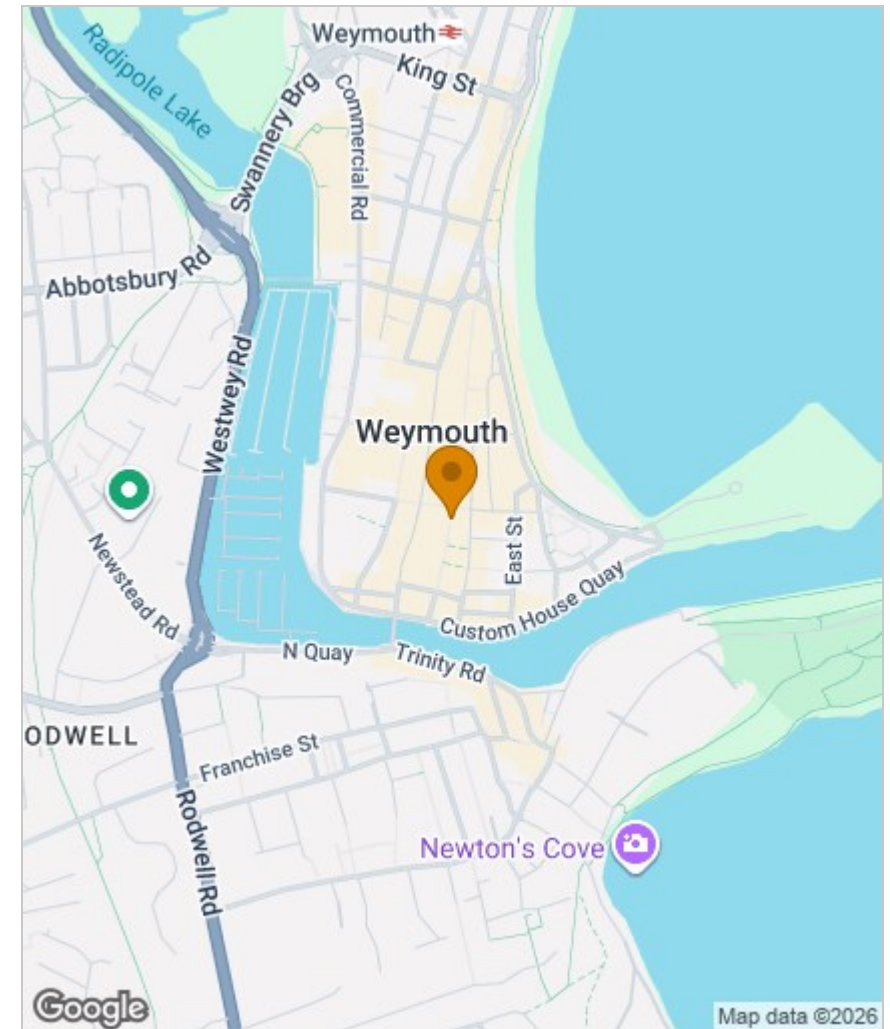 Weymouth
King St
Radipole Lake
Swannery Brg
Commercial Rd
Abbotsbury Rd
Westwey Rd
Weymouth
East St
Newstead Rd
Custom House Quay
N Quay
Trinity Rd
ODWELL
Franchise St
Rodwell Rd
Newton's Cove
Google
Map data ©2026